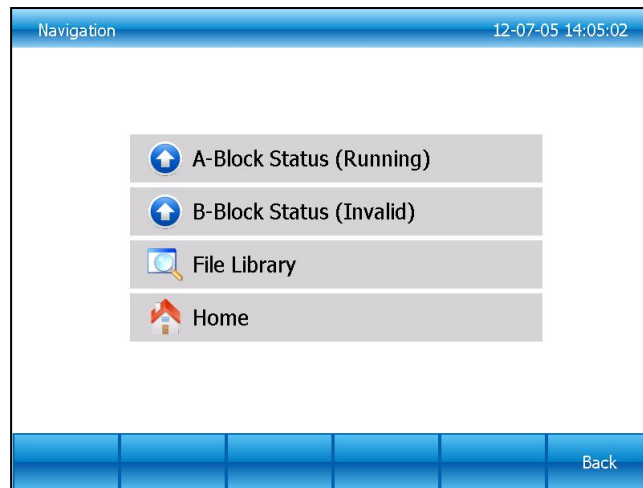 Navigation 12-07-05 14:05:02
A-Block Status (Running)
B-Block Status (Invalid)
File Library
Home
Back